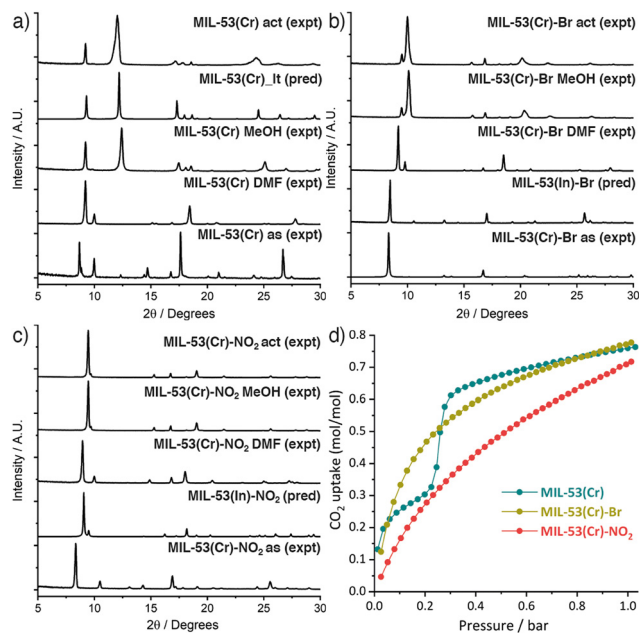 a)
MIL-53(Cr) act (expt)
MIL-53(Cr)_lt (pred)
MIL-53(Cr) MeOH (expt)
MIL-53(Cr) DMF (expt)
MIL-53(Cr) as (expt)
Intensity / A.U.
5 10 15 20 25 30
2θ / Degrees
b)
MIL-53(Cr)-Br act (expt)
MIL-53(Cr)-Br MeOH (expt)
MIL-53(Cr)-Br DMF (expt)
MIL-53(In)-Br (pred)
MIL-53(Cr)-Br as (expt)
Intensity / A.U.
5 10 15 20 25 30
2θ / Degrees
c)
MIL-53(Cr)-NO₂ act (expt)
MIL-53(Cr)-NO₂ MeOH (expt)
MIL-53(Cr)-NO₂ DMF (expt)
MIL-53(In)-NO₂ (pred)
MIL-53(Cr)-NO₂ as (expt)
Intensity / A.U.
5 10 15 20 25 30
2θ / Degrees
d)
0.8
0.7
0.6
0.5
0.4
0.3
0.2
0.1
0.0
CO₂ uptake (mol/mol)
MIL-53(Cr)
MIL-53(Cr)-Br
MIL-53(Cr)-NO₂
0.0 0.2 0.4 0.6 0.8 1.0
Pressure / bar